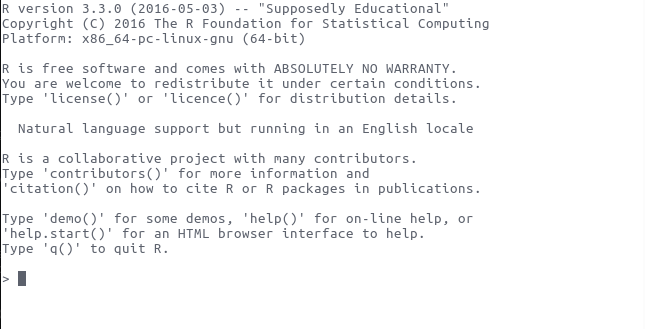 R version 3.3.0 (2016-05-03) -- "Supposedly Educational"
Copyright (C) 2016 The R Foundation for Statistical Computing
Platform: x86_64-pc-linux-gnu (64-bit)
R is free software and comes with ABSOLUTELY NO WARRANTY.
You are welcome to redistribute it under certain conditions.
Type 'license()' or 'licence()' for distribution details.
Natural language support but running in an English locale
R is a collaborative project with many contributors.
Type 'contributors()' for more information and
'citation()' on how to cite R or R packages in publications.
Type 'demo()' for some demos, 'help()' for on-line help, or
'help.start()' for an HTML browser interface to help.
Type 'q()' to quit R.
>